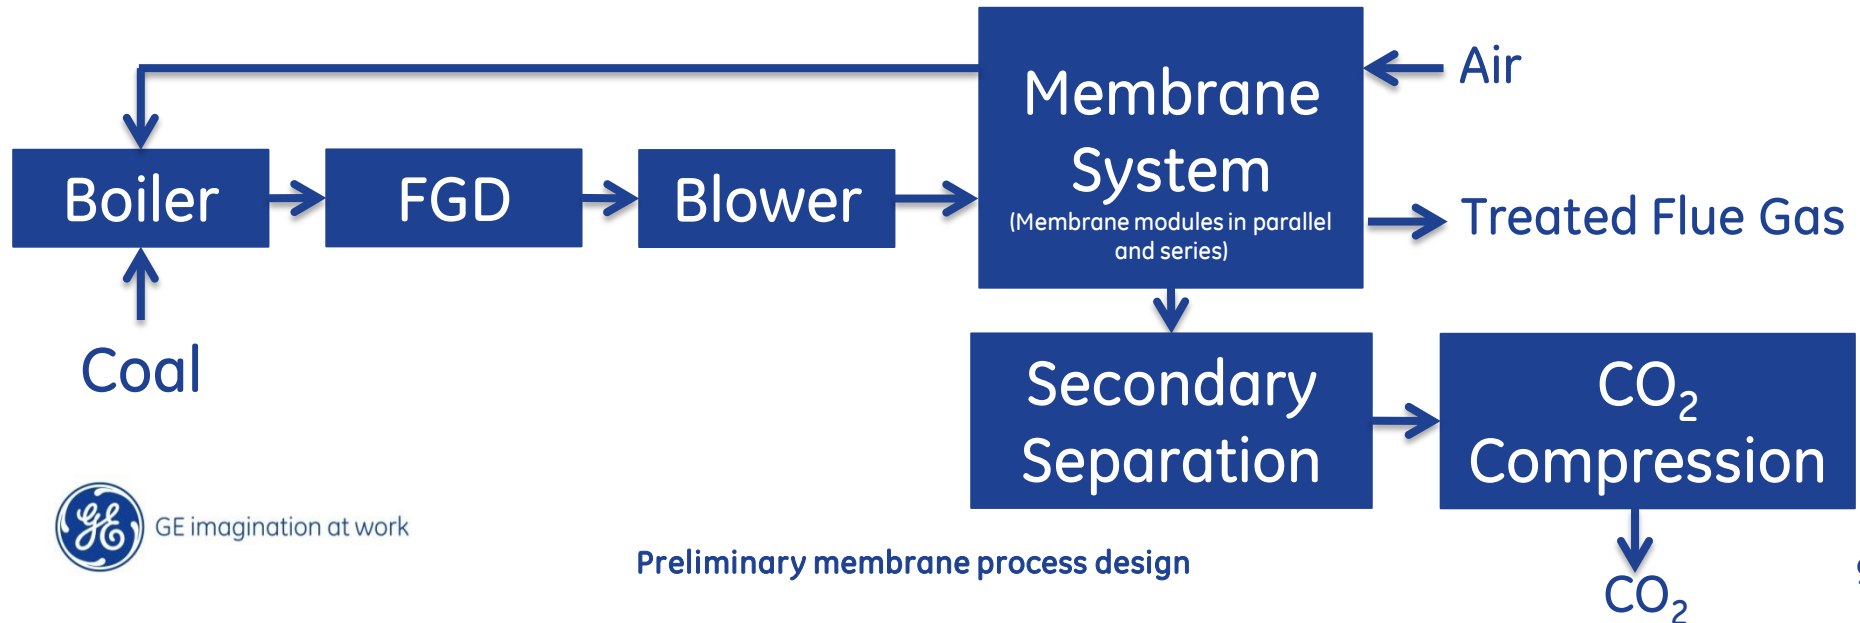 Air
Membrane
System
(Membrane modules in parallel
and series)
Boiler
FGD
Blower
Treated Flue Gas
Coal
Secondary
Separation
CO₂
Compression
GE
GE imagination at work
Preliminary membrane process design
CO₂